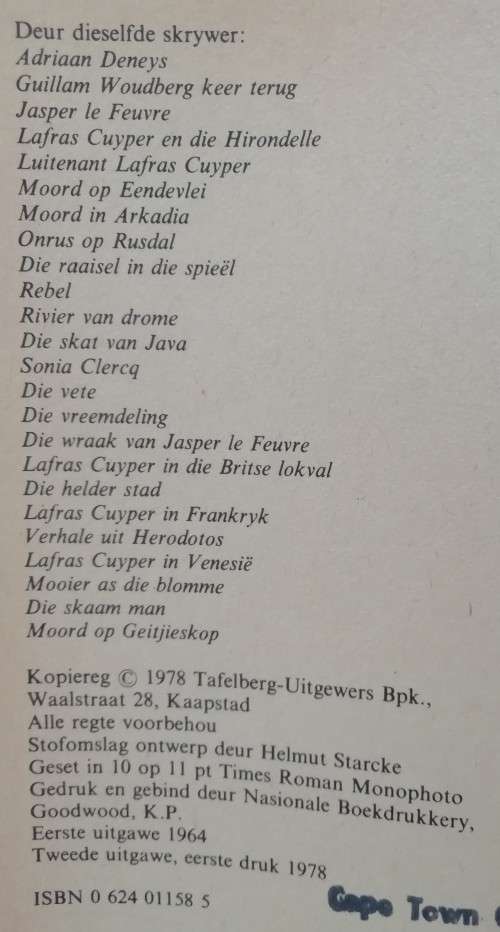 Deur dieselfde skrywer:
Adriaan Deneys
Guillam Woudberg keer terug
Jasper le Feuvre
Lafras Cuyper en die Hirondelle
Luitenant Lafras Cuyper
Moord op Eendevlei
Moord in Arkadia
Onrus op Rusdal
Die raaisel in die spieël
Rebel
Rivier van drome
Die skat van Java
Sonia Clercq
Die vete
Die vreemdeling
Die wraak van Jasper le Feuvre
Lafras Cuyper in die Britse lokval
Die helder stad
Lafras Cuyper in Frankryk
Verhale uit Herodotos
Lafras Cuyper in Venesië
Mooier as die blomme
Die skaam man
Moord op Geitjieskop
Kopiereg © 1978 Tafelberg-Uitgewers Bpk.,
Waalstraat 28, Kaapstad
Alle regte voorbehou
Stofomslag ontwerp deur Helmut Starcke
Geset in 10 op 11 pt Times Roman Monophoto
Gedruk en gebind deur Nasionale Boekdrukkery,
Goodwood, K.P.
Eerste uitgawe 1964
Tweede uitgawe, eerste druk 1978
ISBN 0 624 01158 5
Cape Town